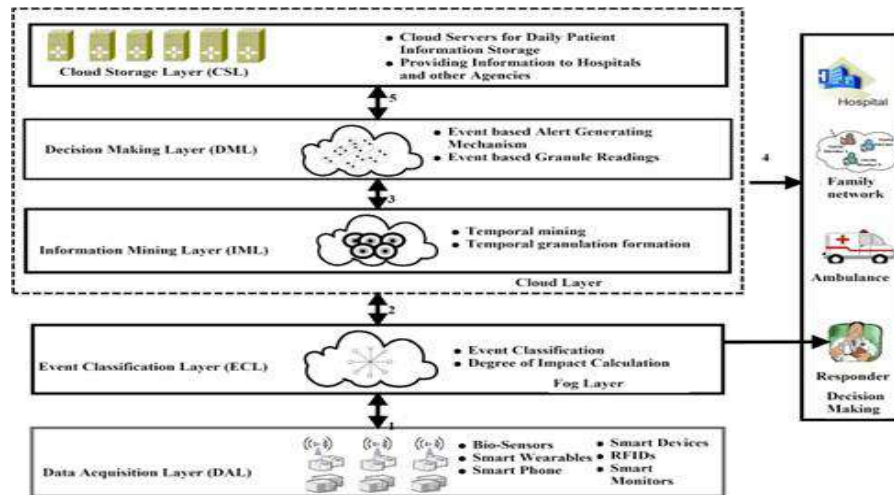 Cloud Storage Layer (CSL)
● Cloud Servers for Daily Patient
Information Storage
● Providing Information to Hospitals
and other Agencies
5
Decision Making Layer (DML)
● Event based Alert Generating
Mechanism
● Event based Granule Readings
3
Information Mining Layer (IML)
● Temporal mining
● Temporal granulation formation
Cloud Layer
2
Event Classification Layer (ECL)
● Event Classification
● Degree of Impact Calculation
Fog Layer
1
Data Acquisition Layer (DAL)
● Bio-Sensors
● Smart Wearables
● Smart Phone
● Smart Devices
● RFIDs
● Smart
Monitors
4
Hospital
Family
network
Ambulance
Responder
Decision
Making